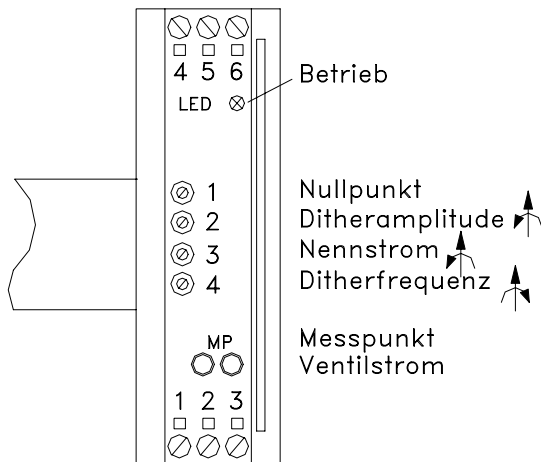 4 5 6
LED Betrieb
1 Nullpunkt
2 Ditheramplitude
3 Nennstrom
4 Ditherfrequenz
MP Messpunkt
Ventilstrom
1 2 3